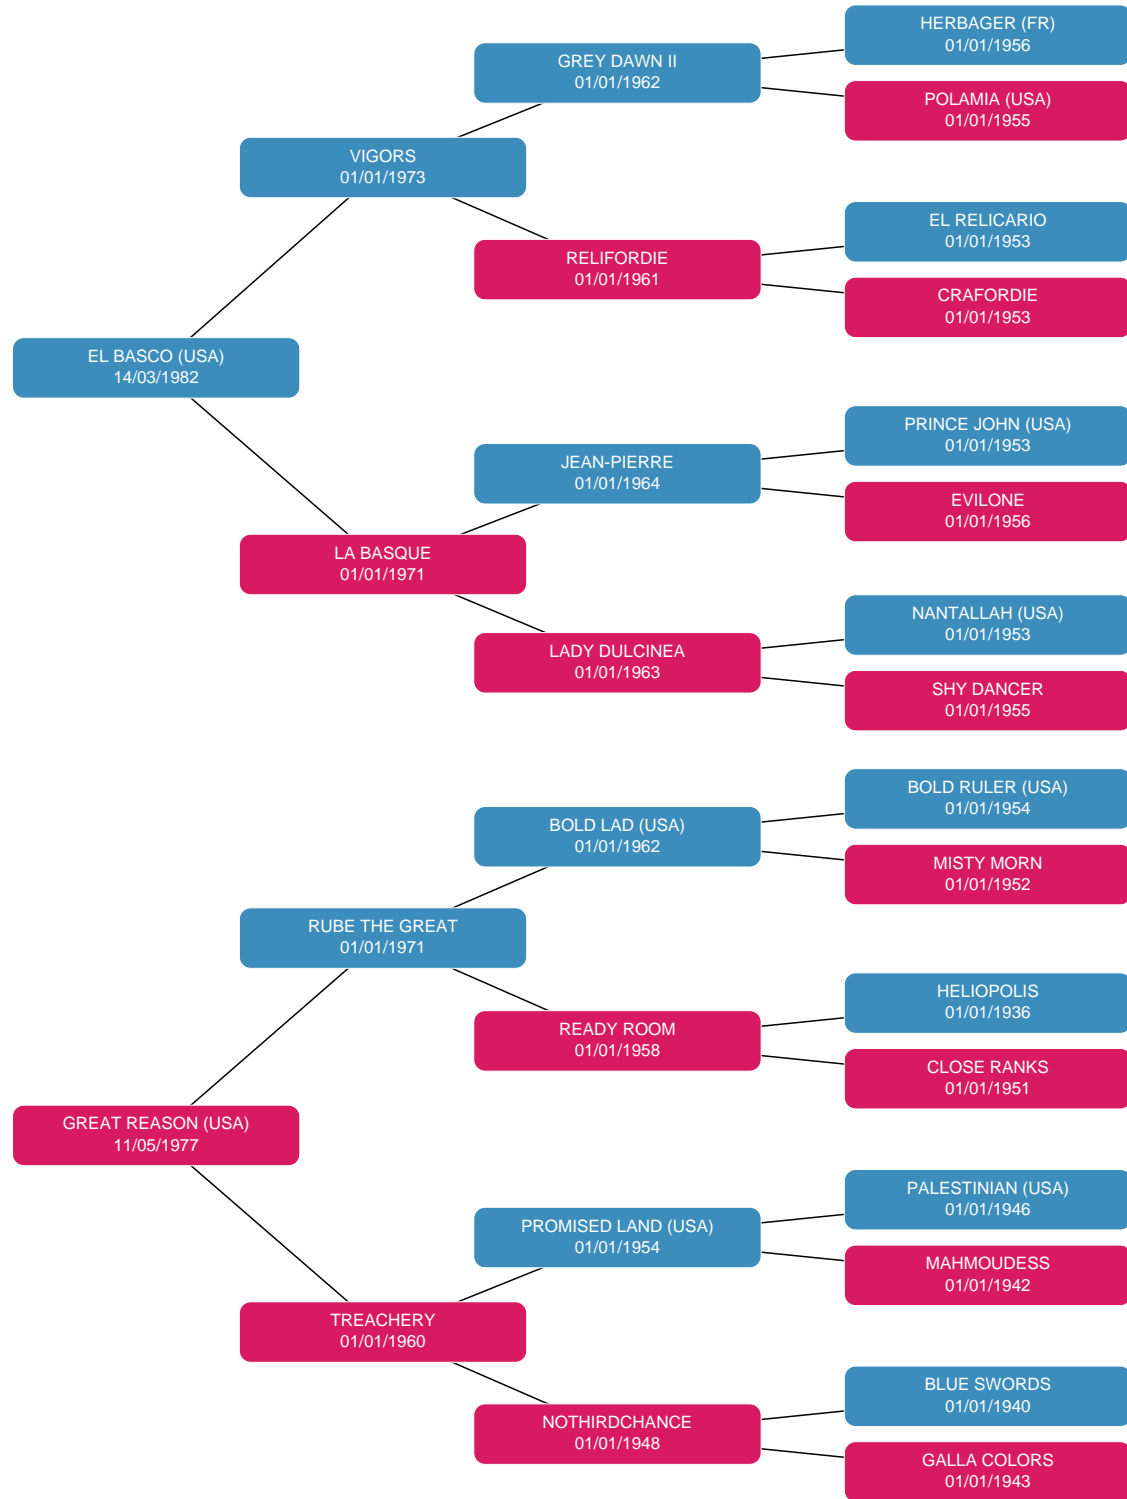 HERBAGER (FR)
01/01/1956
GREY DAWN II
01/01/1962
POLAMIA (USA)
01/01/1955
VIGORS
01/01/1973
EL RELICARIO
01/01/1953
RELIFORDIE
01/01/1961
CRAFORDIE
01/01/1953
EL BASCO (USA)
14/03/1982
PRINCE JOHN (USA)
01/01/1953
JEAN-PIERRE
01/01/1964
EVILONE
01/01/1956
LA BASQUE
01/01/1971
NANTALLAH (USA)
01/01/1953
LADY DULCINEA
01/01/1963
SHY DANCER
01/01/1955
BOLD RULER (USA)
01/01/1954
BOLD LAD (USA)
01/01/1962
MISTY MORN
01/01/1952
RUBE THE GREAT
01/01/1971
HELIOPOLIS
01/01/1936
READY ROOM
01/01/1958
CLOSE RANKS
01/01/1951
GREAT REASON (USA)
11/05/1977
PALESTINIAN (USA)
01/01/1946
PROMISED LAND (USA)
01/01/1954
MAHMOUDESS
01/01/1942
TREACHERY
01/01/1960
BLUE SWORDS
01/01/1940
NOTHIRDCHANCE
01/01/1948
GALLA COLORS
01/01/1943